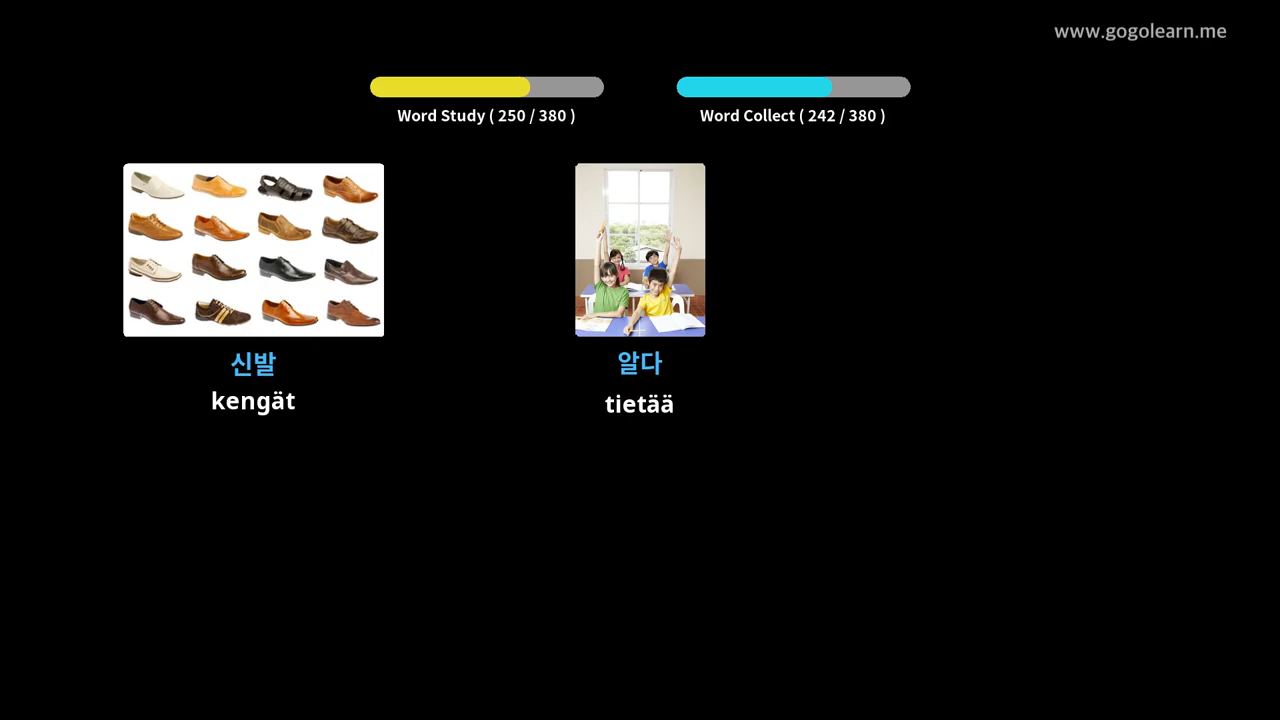 www.gogolearn.me
Word Study ( 250 / 380 )
Word Collect ( 242 / 380 )
신발
kengät
알다
tietää